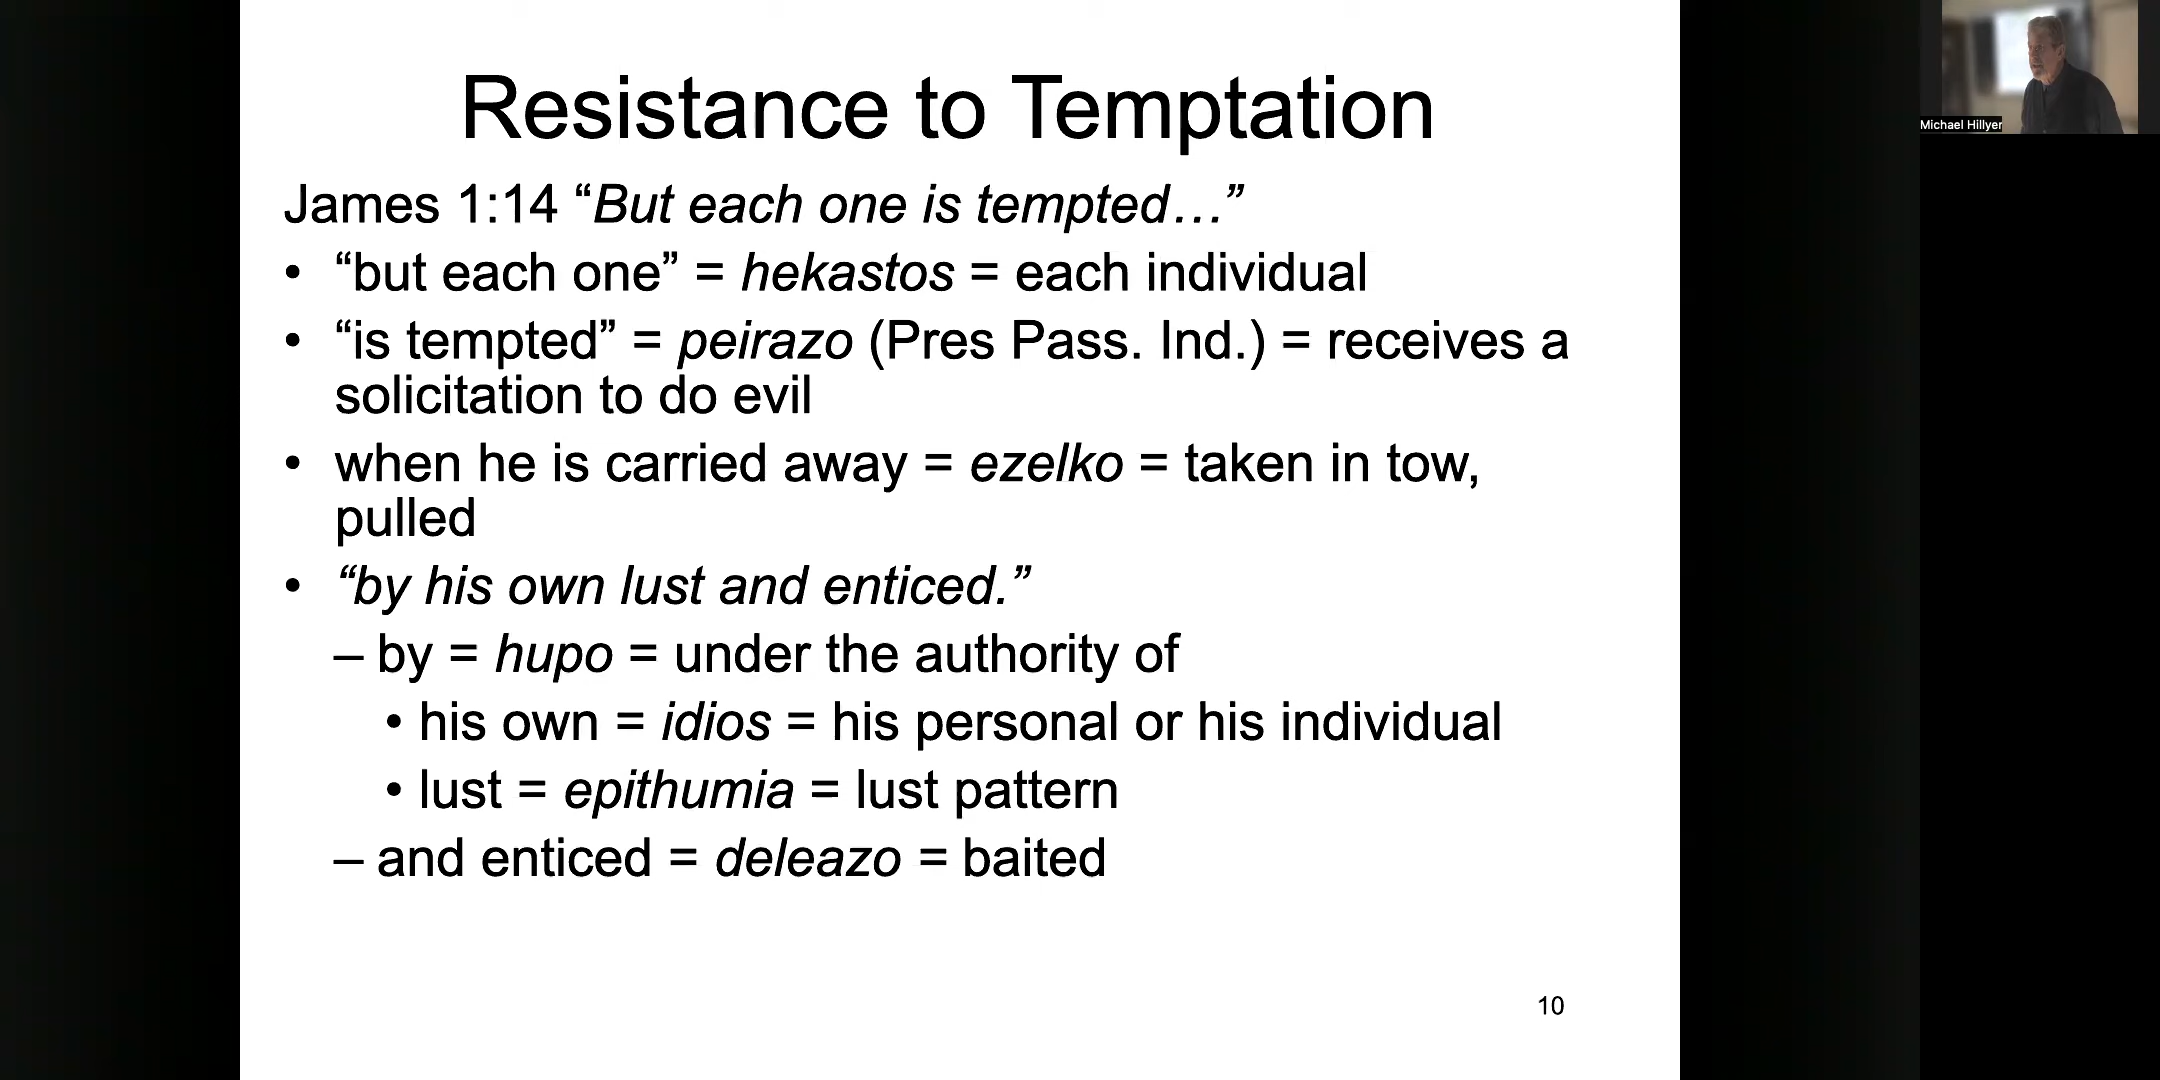 Resistance to Temptation
Michael Hillyer
James 1:14 “But each one is tempted…”
• “but each one” = hekastos = each individual
• “is tempted” = peirazo (Pres Pass. Ind.) = receives a
solicitation to do evil
• when he is carried away = ezelko = taken in tow,
pulled
• “by his own lust and enticed.”
– by = hupo = under the authority of
• his own = idios = his personal or his individual
• lust = epithumia = lust pattern
– and enticed = deleazo = baited
10